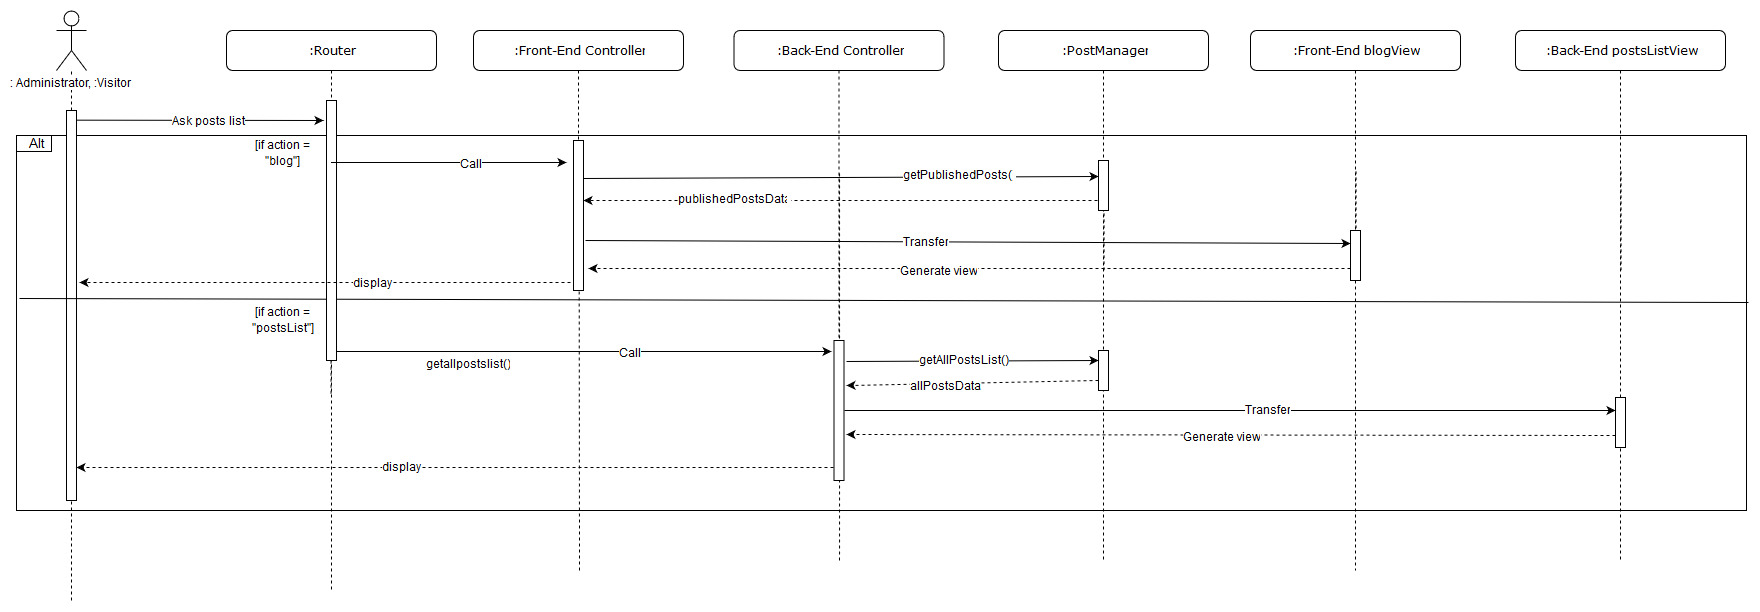 :Router
:Front-End Controller
:Back-End Controller
:PostManager
:Front-End blogView
:Back-End postsListView
: Administrator, :Visitor
Ask posts list
Alt
[if action =
"blog"]
Call
getPublishedPosts(
publishedPostsData
Transfer
Generate view
display
[if action =
"postsList"]
Call
getallpostslist()
getAllPostsList()
allPostsData
Transfer
Generate view
display